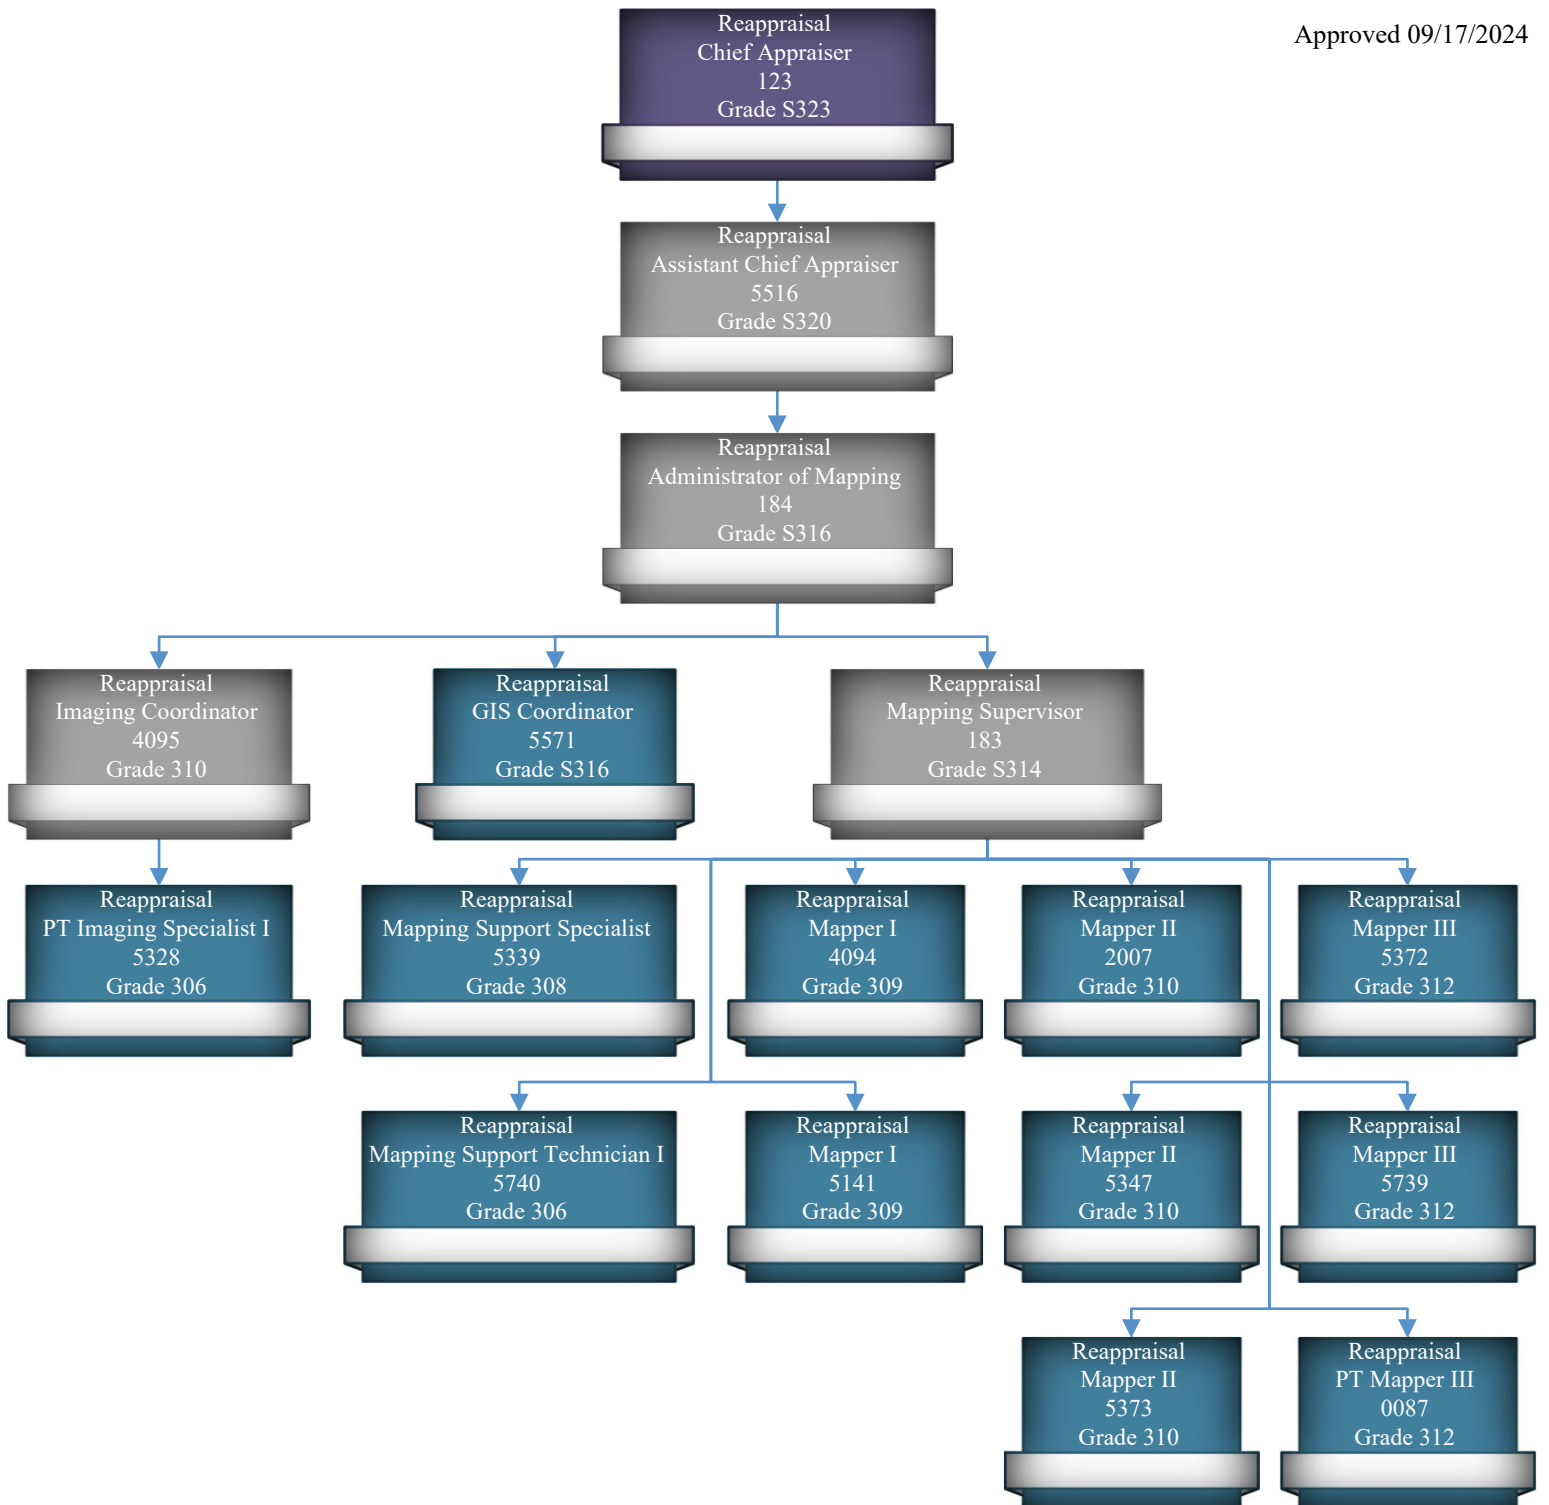 Approved 09/17/2024
Reappraisal
Chief Appraiser
123
Grade S323
Reappraisal
Assistant Chief Appraiser
5516
Grade S320
Reappraisal
Administrator of Mapping
184
Grade S316
Reappraisal
Imaging Coordinator
4095
Grade 310
Reappraisal
GIS Coordinator
5571
Grade S316
Reappraisal
Mapping Supervisor
183
Grade S314
Reappraisal
PT Imaging Specialist I
5328
Grade 306
Reappraisal
Mapping Support Specialist
5339
Grade 308
Reappraisal
Mapper I
4094
Grade 309
Reappraisal
Mapper II
2007
Grade 310
Reappraisal
Mapper III
5372
Grade 312
Reappraisal
Mapping Support Technician I
5740
Grade 306
Reappraisal
Mapper I
5141
Grade 309
Reappraisal
Mapper II
5347
Grade 310
Reappraisal
Mapper III
5739
Grade 312
Reappraisal
Mapper II
5373
Grade 310
Reappraisal
PT Mapper III
0087
Grade 312